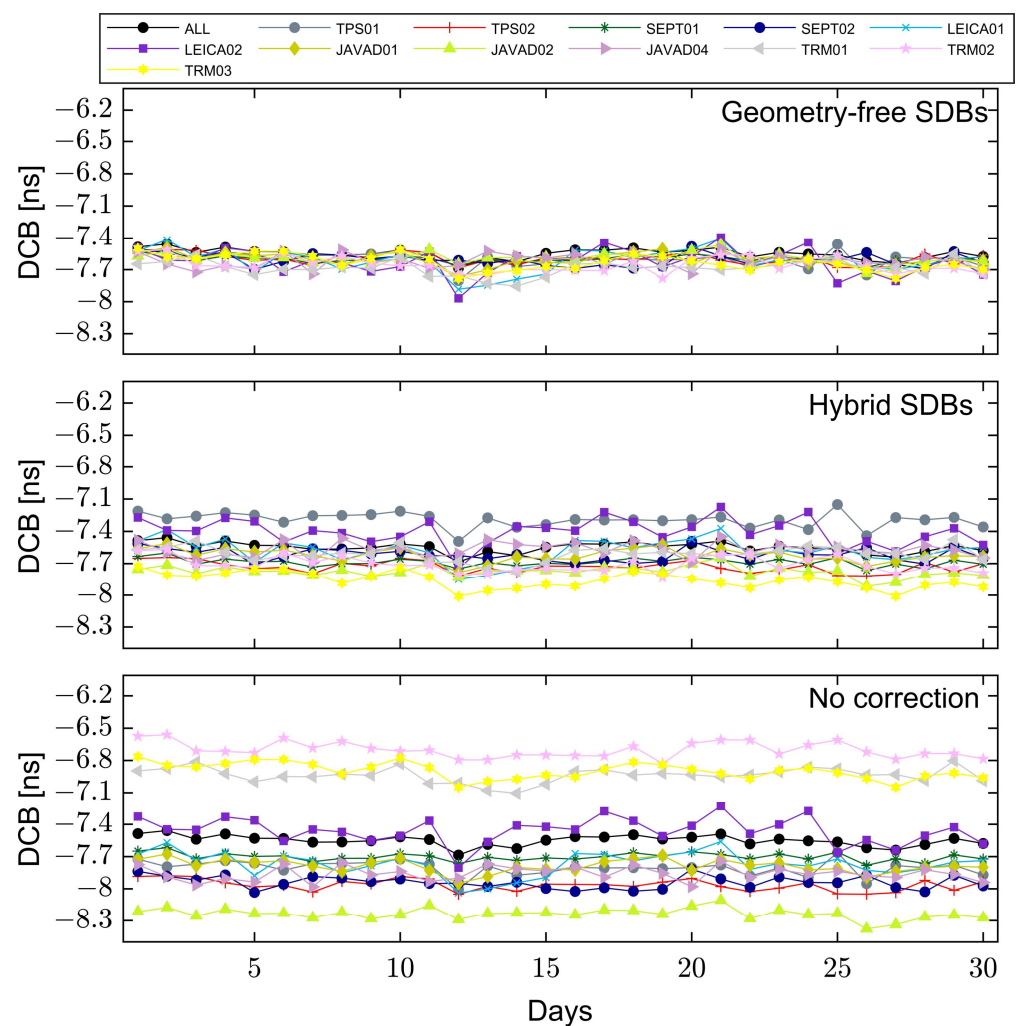 ALL TPS01 TPS02 SEPT01 SEPT02 LEICA01
LEICA02 JAVAD01 JAVAD02 JAVAD04 TRM01 TRM02
TRM03
Geometry-free SDBs
DCB [ns]
−6.2
−6.5
−6.8
−7.1
−7.4
−7.7
−8
−8.3
Hybrid SDBs
DCB [ns]
−6.2
−6.5
−6.8
−7.1
−7.4
−7.7
−8
−8.3
No correction
DCB [ns]
−6.2
−6.5
−6.8
−7.1
−7.4
−7.7
−8
−8.3
5 10 15 20 25 30
Days